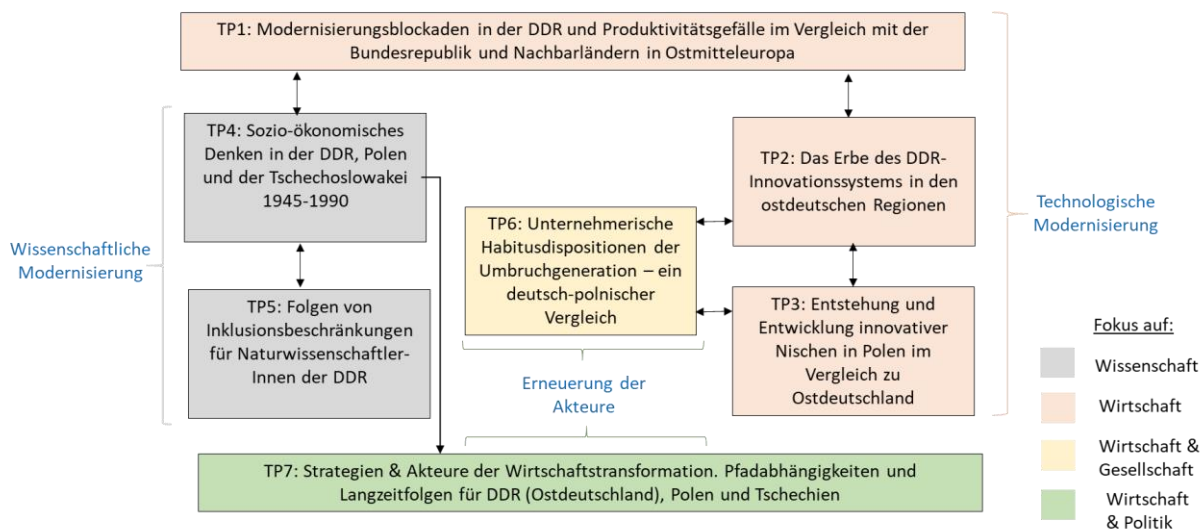 TP1: Modernisierungsblockaden in der DDR und Produktivitätsgefälle im Vergleich mit der
Bundesrepublik und Nachbarländern in Ostmitteleuropa
TP4: Sozio-ökonomisches
Denken in der DDR, Polen
und der Tschechoslowakei
1945-1990
TP2: Das Erbe des DDR-
Innovationssystems in den
ostdeutschen Regionen
Wissenschaftliche
Modernisierung
TP6: Unternehmerische
Habitusdispositionen der
Umbruchgeneration – ein
deutsch-polnischer
Vergleich
Technologische
Modernisierung
TP5: Folgen von
Inklusionsbeschränkungen
für Naturwissenschaftler-
Innen der DDR
TP3: Entstehung und
Entwicklung innovativer
Nischen in Polen im
Vergleich zu
Ostdeutschland
Erneuerung der
Akteure
TP7: Strategien & Akteure der Wirtschaftstransformation. Pfadabhängigkeiten und
Langzeitfolgen für DDR (Ostdeutschland), Polen und Tschechien
Fokus auf:
Wissenschaft
Wirtschaft
Wirtschaft &
Gesellschaft
Wirtschaft
& Politik